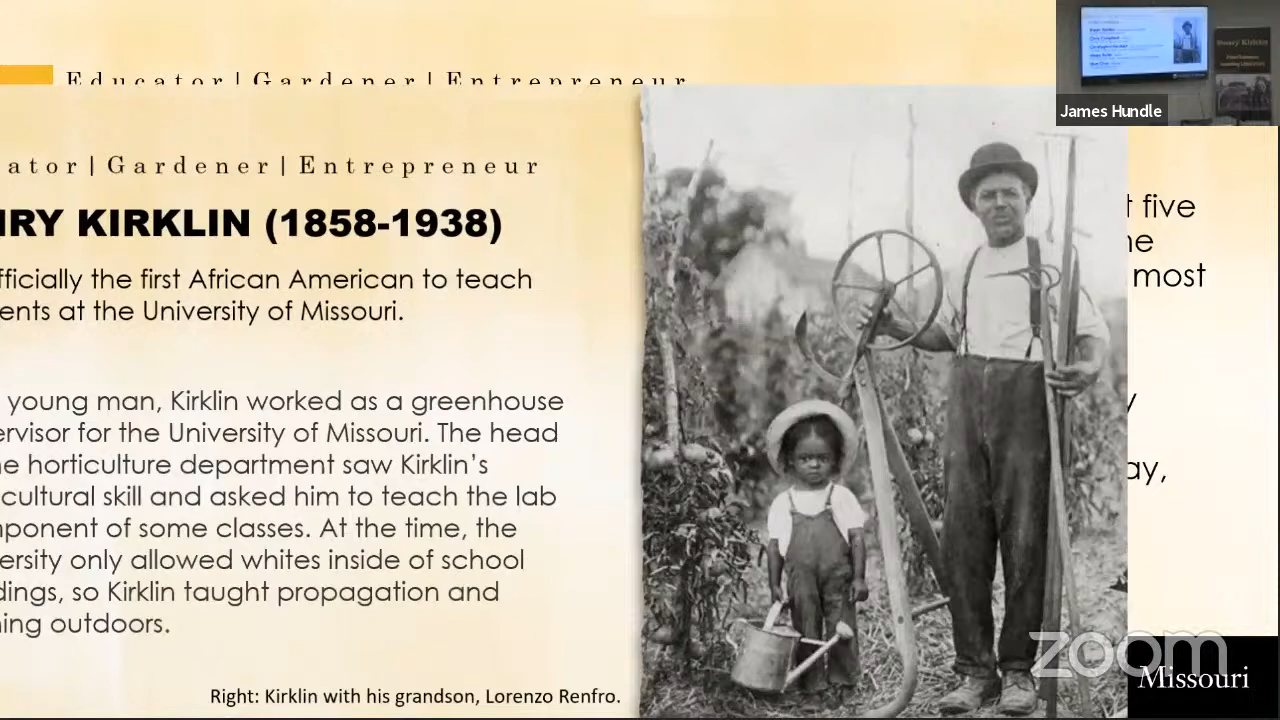 Educator|Gardener|Entrepreneur
ator|Gardener|Entrepreneur
RY KIRKLIN (1858-1938)
fficially the first African American to teach
ents at the University of Missouri.
young man, Kirklin worked as a greenhouse
ervisor for the University of Missouri. The head
e horticulture department saw Kirklin's
cultural skill and asked him to teach the lab
ponent of some classes. At the time, the
ersity only allowed whites inside of school
dings, so Kirklin taught propagation and
ing outdoors.
Right: Kirklin with his grandson, Lorenzo Renfro.
James Hundle
Henry Kirklin
t five
ne
most
y
ay,
zoom
Missouri